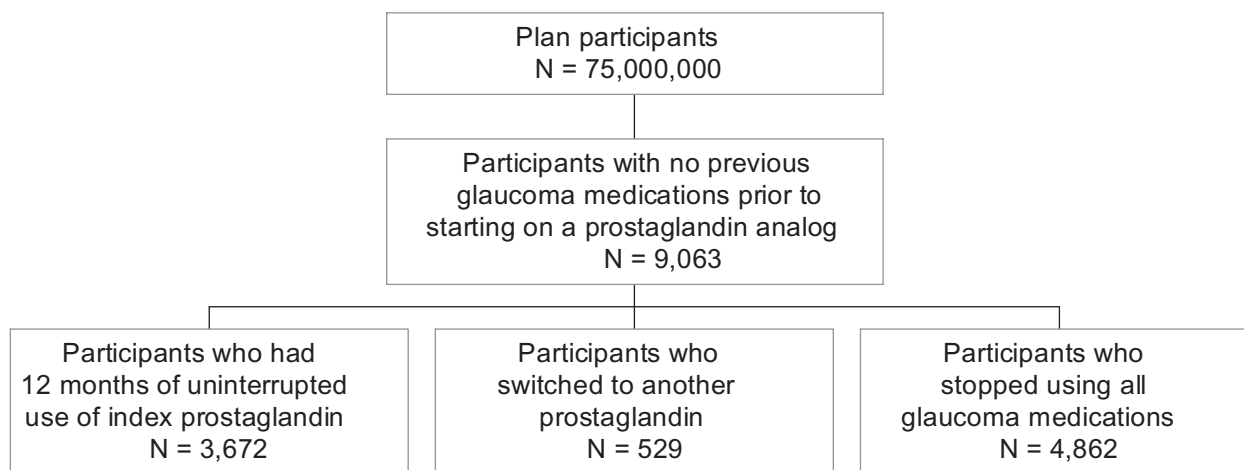 Plan participants
N = 75,000,000
Participants with no previous
glaucoma medications prior to
starting on a prostaglandin analog
N = 9,063
Participants who had
12 months of uninterrupted
use of index prostaglandin
N = 3,672
Participants who
switched to another
prostaglandin
N = 529
Participants who
stopped using all
glaucoma medications
N = 4,862